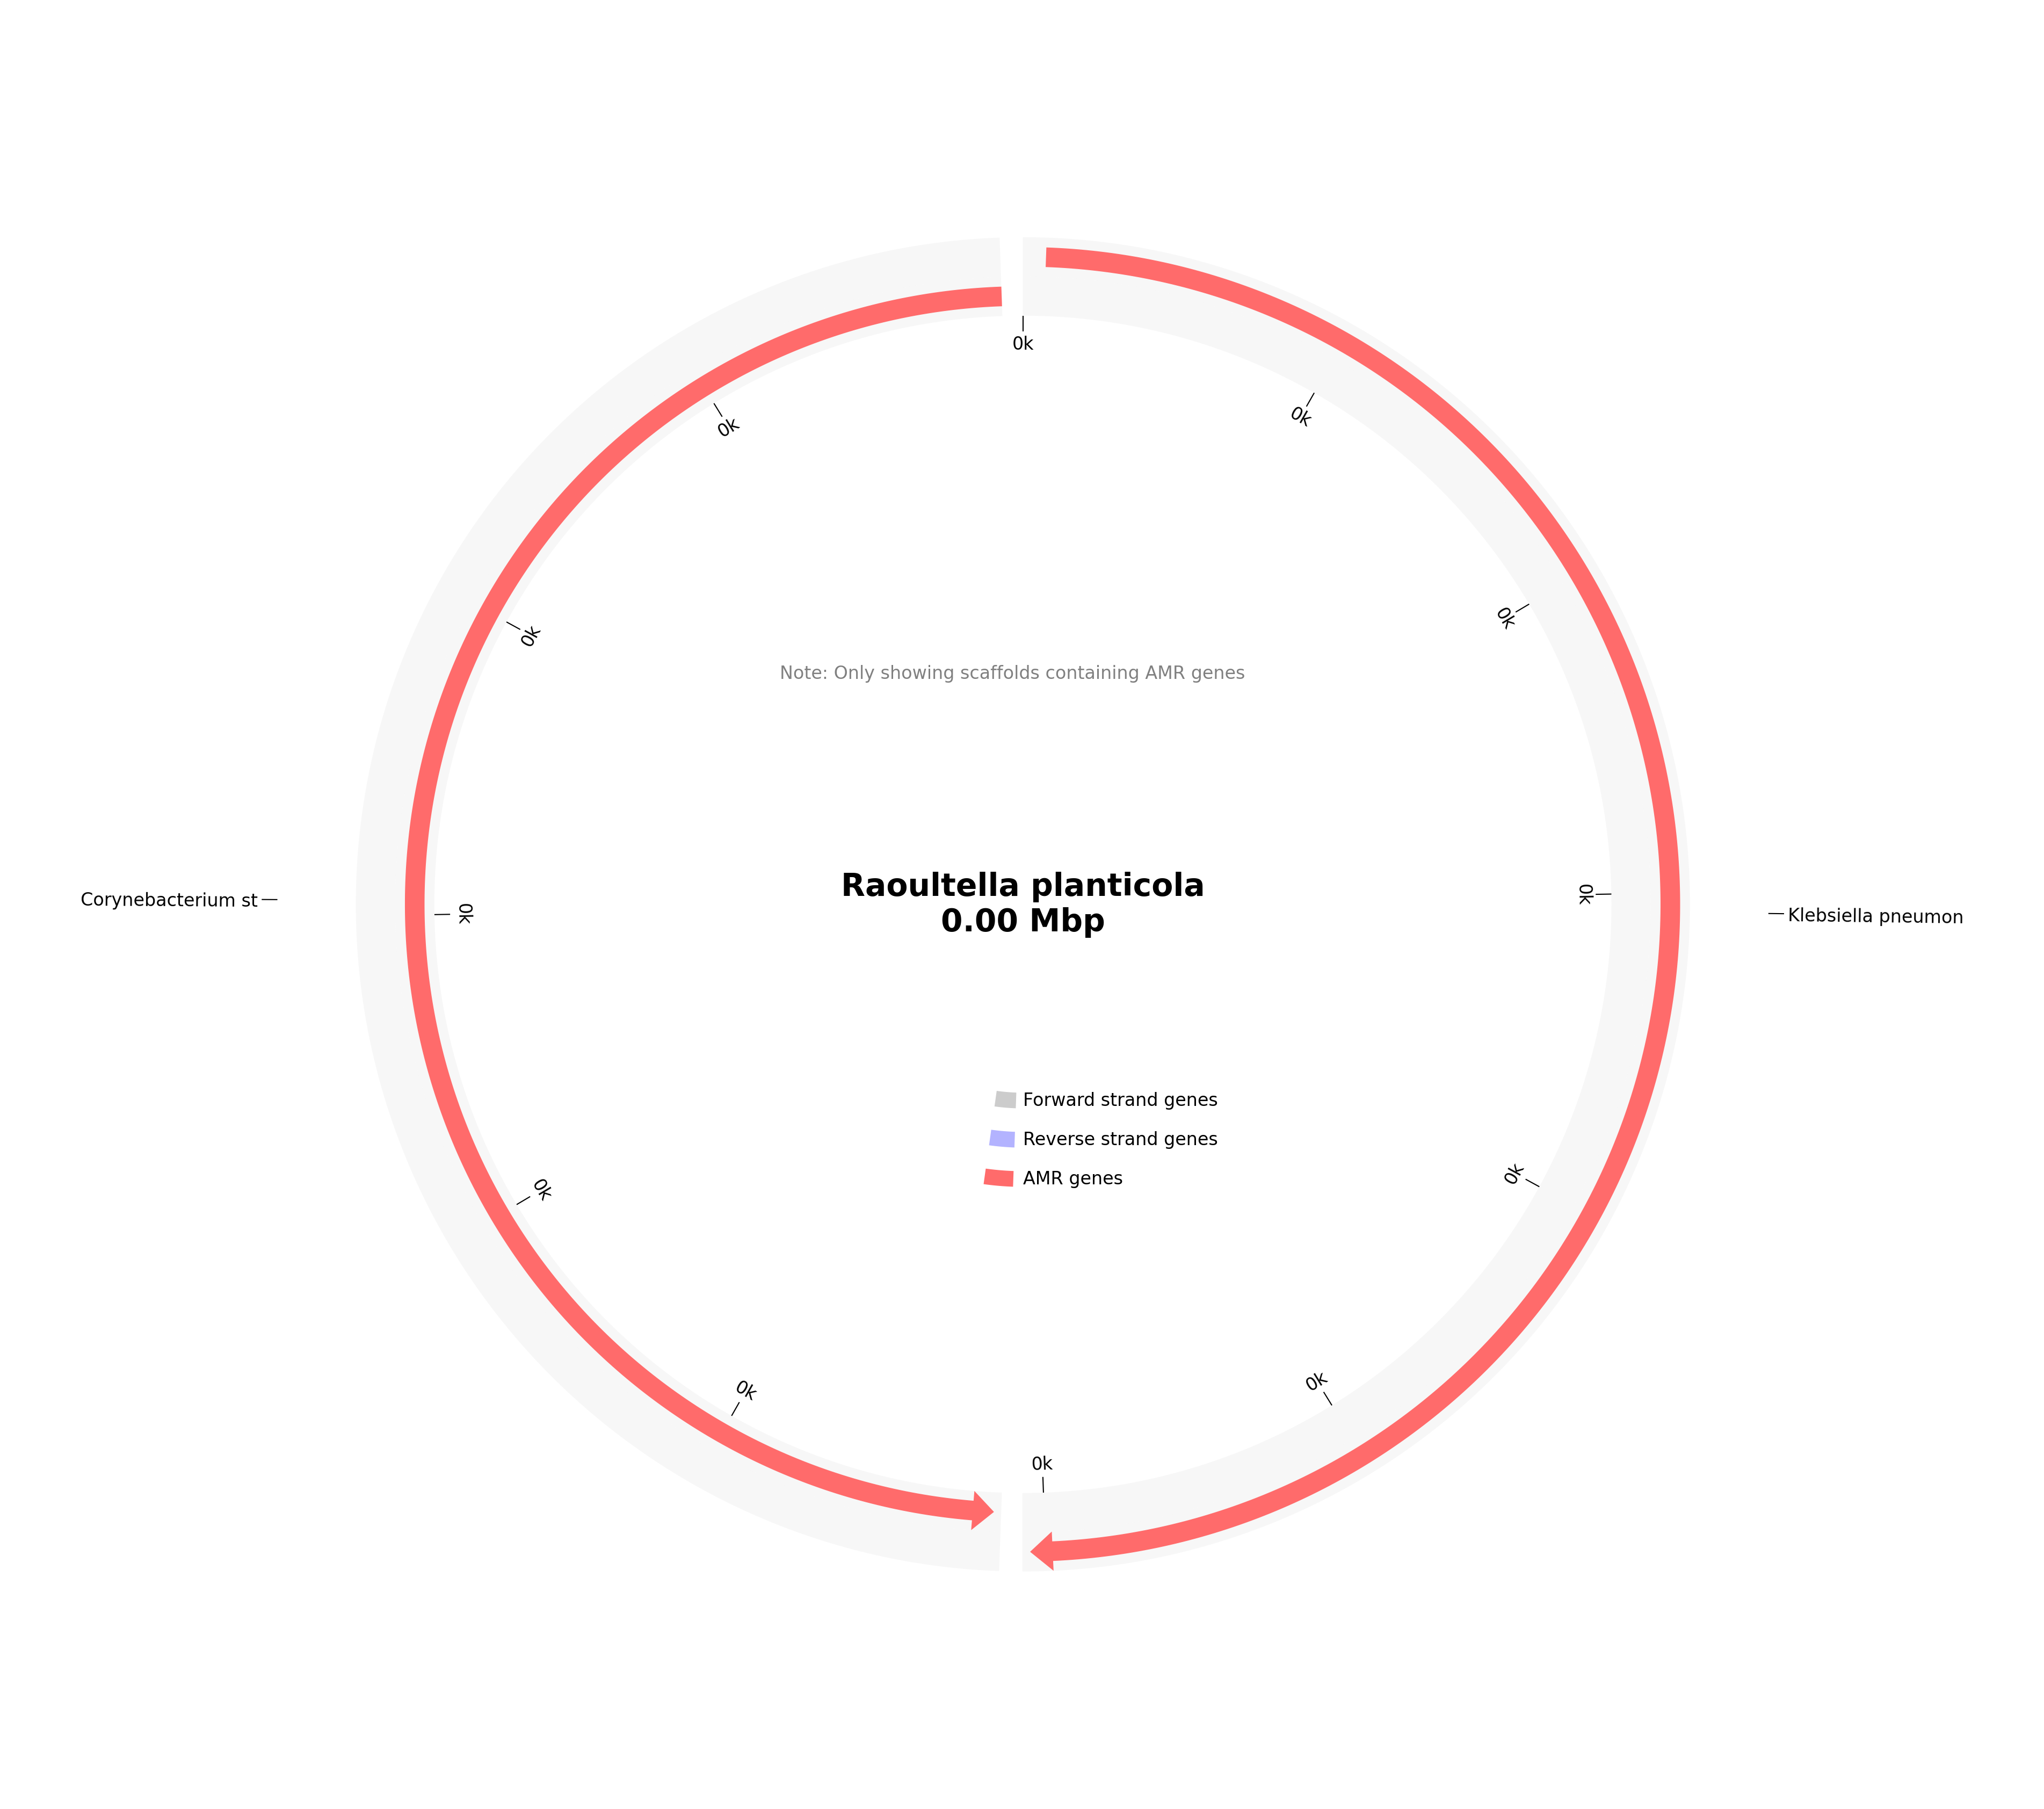 0k
0k
0k
0k
0k
Note: Only showing scaffolds containing AMR genes
Raoultella planticola
0.00 Mbp
Corynebacterium st
0k
0k
Klebsiella pneumon
Forward strand genes
Reverse strand genes
AMR genes
0k
0k
0k
0k
0k